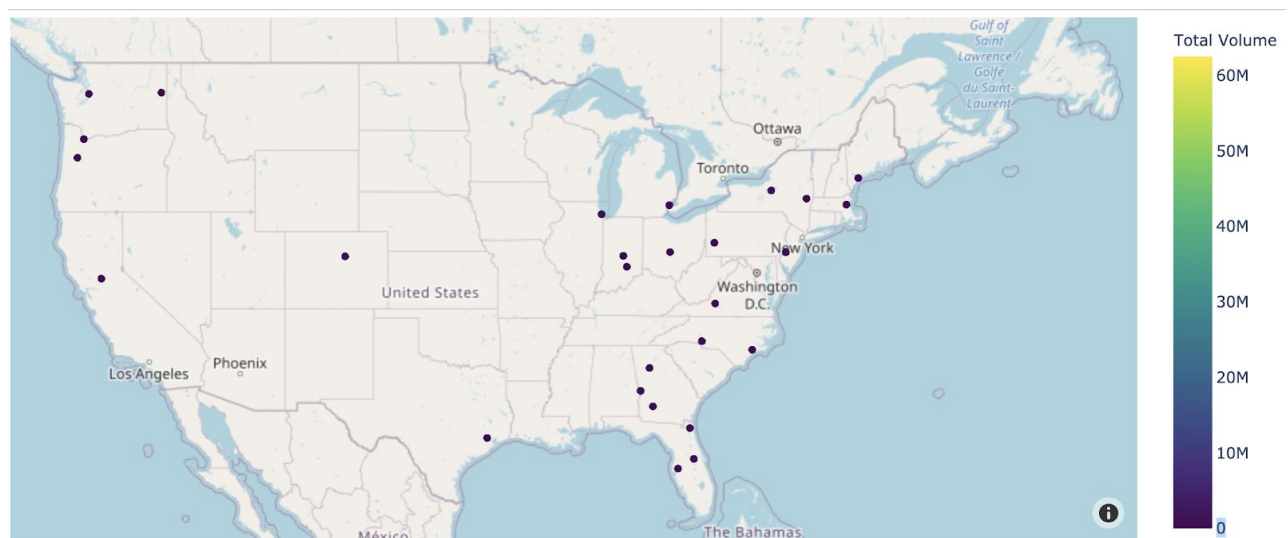 Total Volume
60M
50M
40M
30M
20M
10M
0
Gulf of
Saint
Lawrence /
Golfe
du Saint-
Laurent
Ottawa
Toronto
New York
Washington
D.C.
United States
Phoenix
Los Angeles
México
The Bahamas
i